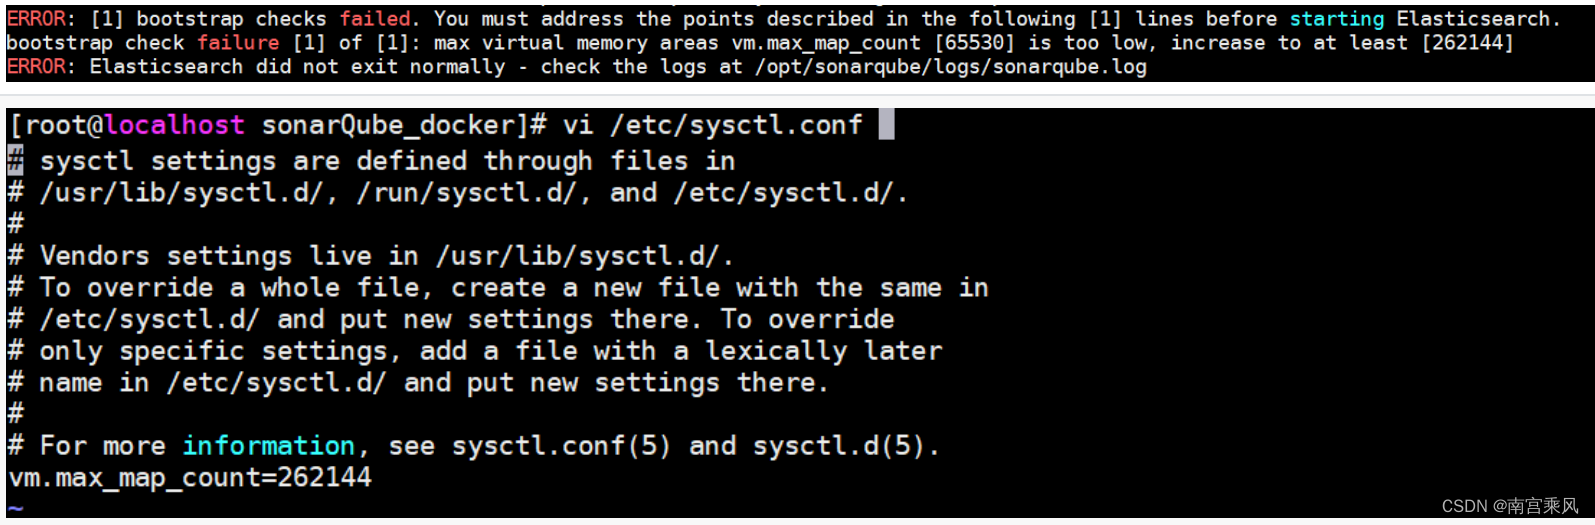 ERROR: [1] bootstrap checks failed. You must address the points described in the following [1] lines before starting Elasticsearch.
bootstrap check failure [1] of [1]: max virtual memory areas vm.max_map_count [65530] is too low, increase to at least [262144]
ERROR: Elasticsearch did not exit normally - check the logs at /opt/sonarqube/logs/sonarqube.log
[root@localhost sonarQube_docker]# vi /etc/sysctl.conf
# sysctl settings are defined through files in
# /usr/lib/sysctl.d/, /run/sysctl.d/, and /etc/sysctl.d/.
#
# Vendors settings live in /usr/lib/sysctl.d/.
# To override a whole file, create a new file with the same in
# /etc/sysctl.d/ and put new settings there. To override
# only specific settings, add a file with a lexically later
# name in /etc/sysctl.d/ and put new settings there.
#
# For more information, see sysctl.conf(5) and sysctl.d(5).
vm.max_map_count=262144
~
CSDN @南宫乘风